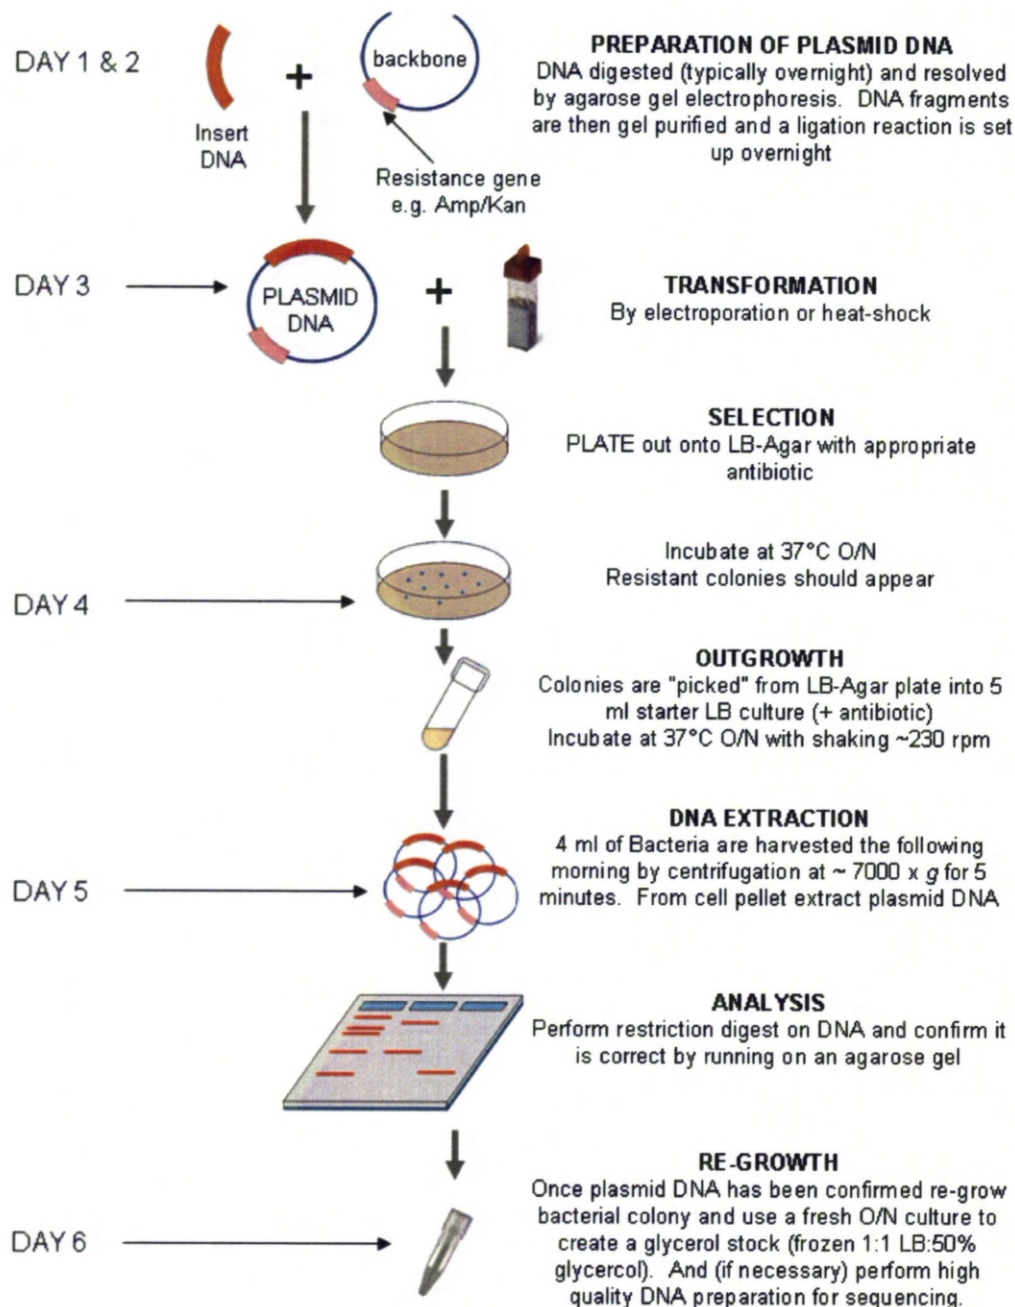 DAY 1 & 2
Insert
DNA
+
backbone
Resistance gene
e.g. Amp/Kan
PREPARATION OF PLASMID DNA
DNA digested (typically overnight) and resolved
by agarose gel electrophoresis. DNA fragments
are then gel purified and a ligation reaction is set
up overnight
DAY 3
PLASMID
DNA
+
TRANSFORMATION
By electroporation or heat-shock
SELECTION
PLATE out onto LB-Agar with appropriate
antibiotic
Incubate at 37°C O/N
Resistant colonies should appear
DAY 4
OUTGROWTH
Colonies are "picked" from LB-Agar plate into 5
ml starter LB culture (+ antibiotic)
Incubate at 37°C O/N with shaking ~230 rpm
DNA EXTRACTION
4 ml of Bacteria are harvested the following
morning by centrifugation at ~ 7000 x g for 5
minutes. From cell pellet extract plasmid DNA
DAY 5
ANALYSIS
Perform restriction digest on DNA and confirm it
is correct by running on an agarose gel
RE-GROWTH
Once plasmid DNA has been confirmed re-grow
bacterial colony and use a fresh O/N culture to
create a glycerol stock (frozen 1:1 LB:50%
glycercol). And (if necessary) perform high
quality DNA preparation for sequencing.
DAY 6